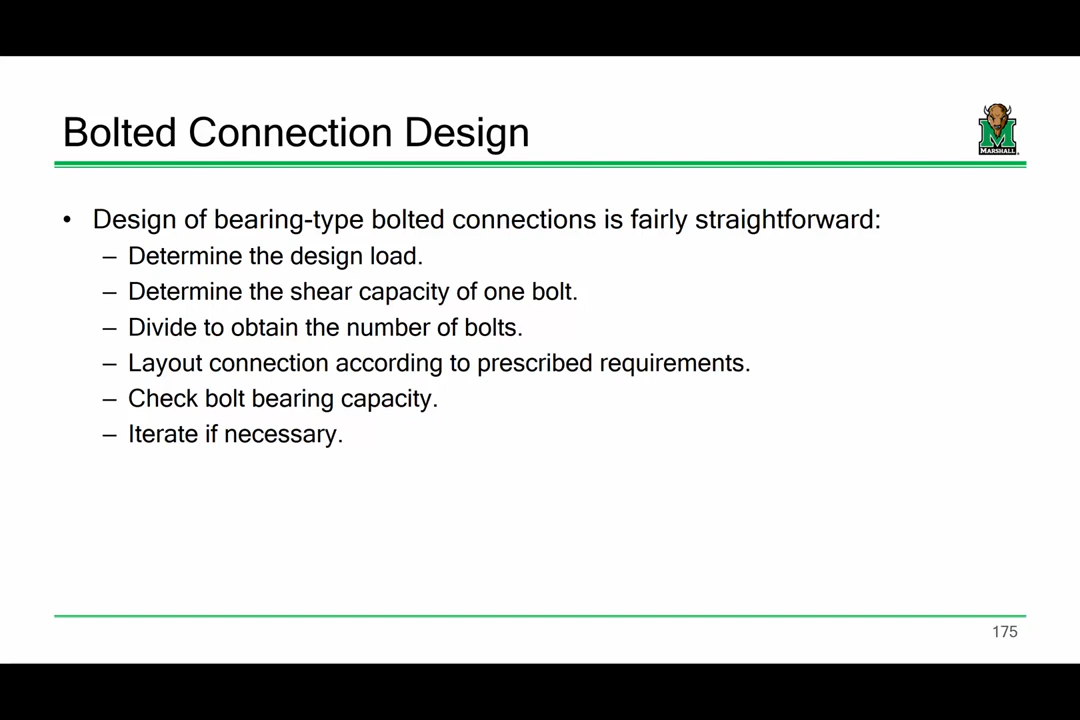 Bolted Connection Design
MARSHALL
• Design of bearing-type bolted connections is fairly straightforward:
– Determine the design load.
– Determine the shear capacity of one bolt.
– Divide to obtain the number of bolts.
– Layout connection according to prescribed requirements.
– Check bolt bearing capacity.
– Iterate if necessary.
175